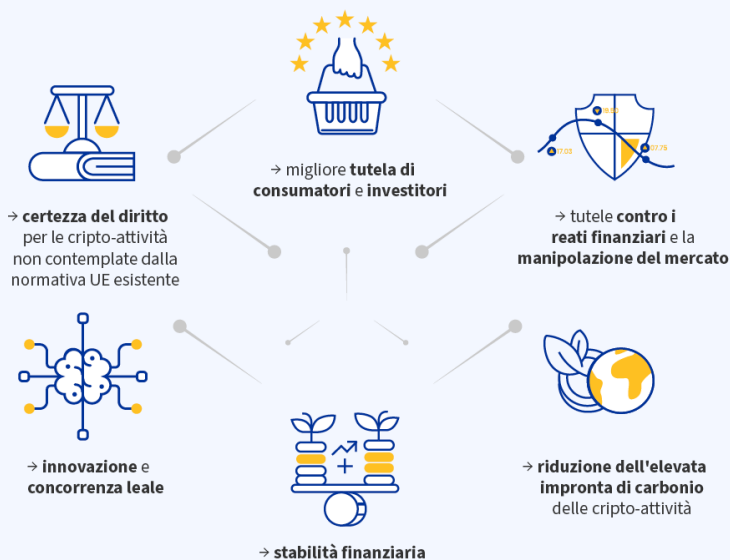 → migliore tutela di
consumatori e investitori
→ certezza del diritto
per le cripto-attività
non contemplate dalla
normativa UE esistente
→ tutele contro i
reati finanziari e la
manipolazione del mercato
→ innovazione e
concorrenza leale
→ stabilità finanziaria
→ riduzione dell'elevata
impronta di carbonio
delle cripto-attività